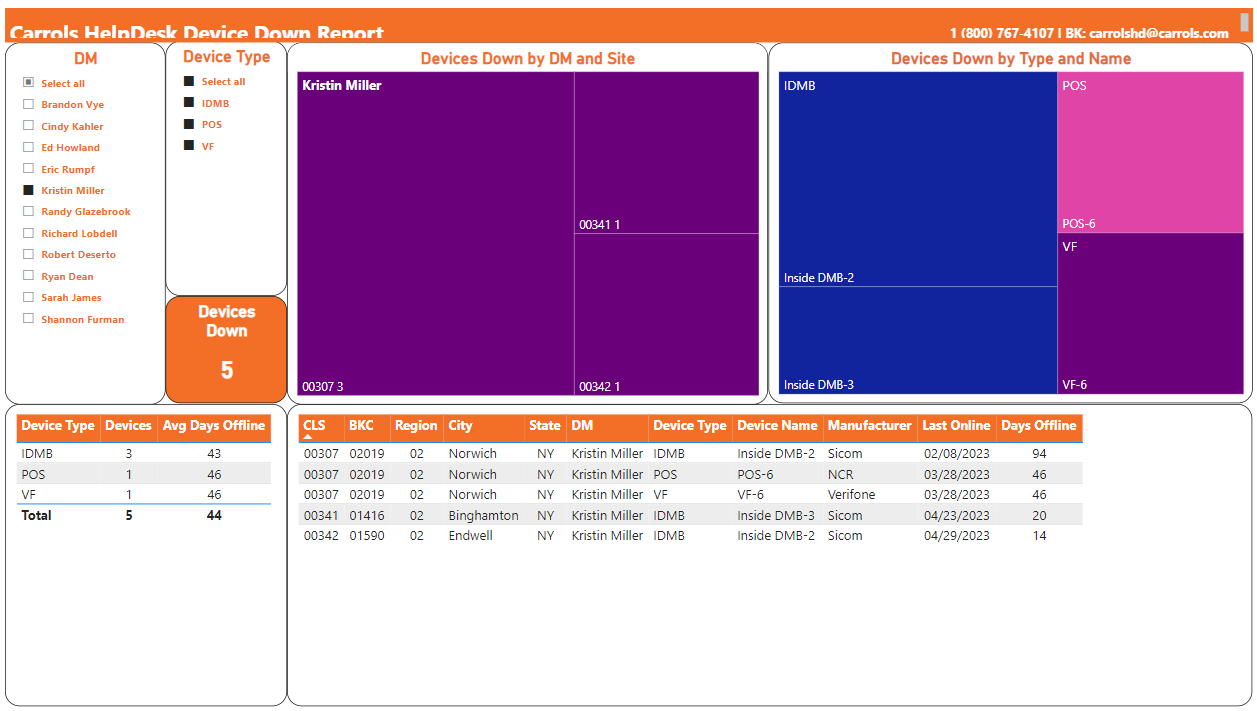 Carrols HelpDesk Device Down Report
1 (800) 767-4107 | BK: carrolshd@carrols.com
DM
Select all
Brandon Vye
Cindy Kahler
Ed Howland
Eric Rumpf
Kristin Miller
Randy Glazebrook
Richard Lobdell
Robert Deserto
Ryan Dean
Sarah James
Shannon Furman
Device Type
Select all
IDMB
POS
VF
Devices
Down
5
Devices Down by DM and Site
Kristin Miller
00307 3
00341 1
00342 1
Devices Down by Type and Name
IDMB
Inside DMB-2
Inside DMB-3
POS
POS-6
VF
VF-6
Device Type Devices Avg Days Offline
IDMB 3 43
POS 1 46
VF 1 46
Total 5 44
CLS BKC Region City State DM Device Type Device Name Manufacturer Last Online Days Offline
00307 02019 02 Norwich NY Kristin Miller IDMB Inside DMB-2 Sicom 02/08/2023 94
00307 02019 02 Norwich NY Kristin Miller POS POS-6 NCR 03/28/2023 46
00307 02019 02 Norwich NY Kristin Miller VF VF-6 Verifone 03/28/2023 46
00341 01416 02 Binghamton NY Kristin Miller IDMB Inside DMB-3 Sicom 04/23/2023 20
00342 01590 02 Endwell NY Kristin Miller IDMB Inside DMB-2 Sicom 04/29/2023 14